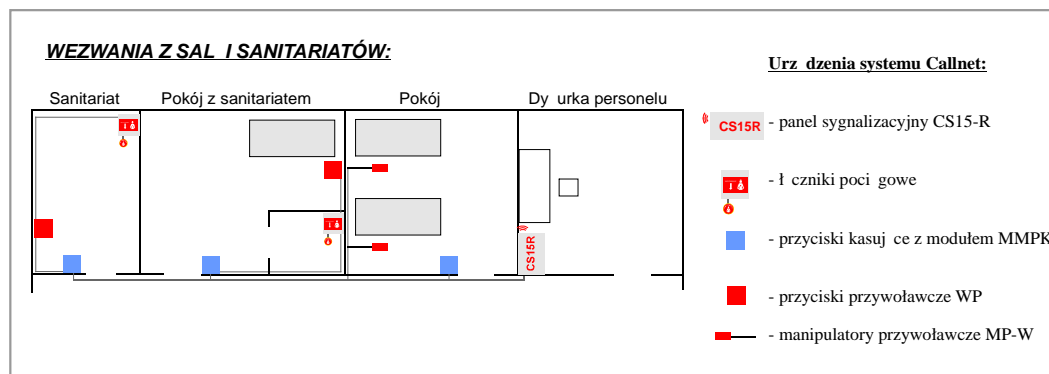 WEZWANIA Z SAL I SANITARIATÓW:
Urz dzenia systemu Callnet:
Sanitariat Pokój z sanitariatem Pokój Dy urka personelu
CS15R - panel sygnalizacyjny CS15-R
- ł czniki poci gowe
CS15R
- przyciski kasuj ce z modułem MMPK
- przyciski przywoławcze WP
- manipulatory przywoławcze MP-W